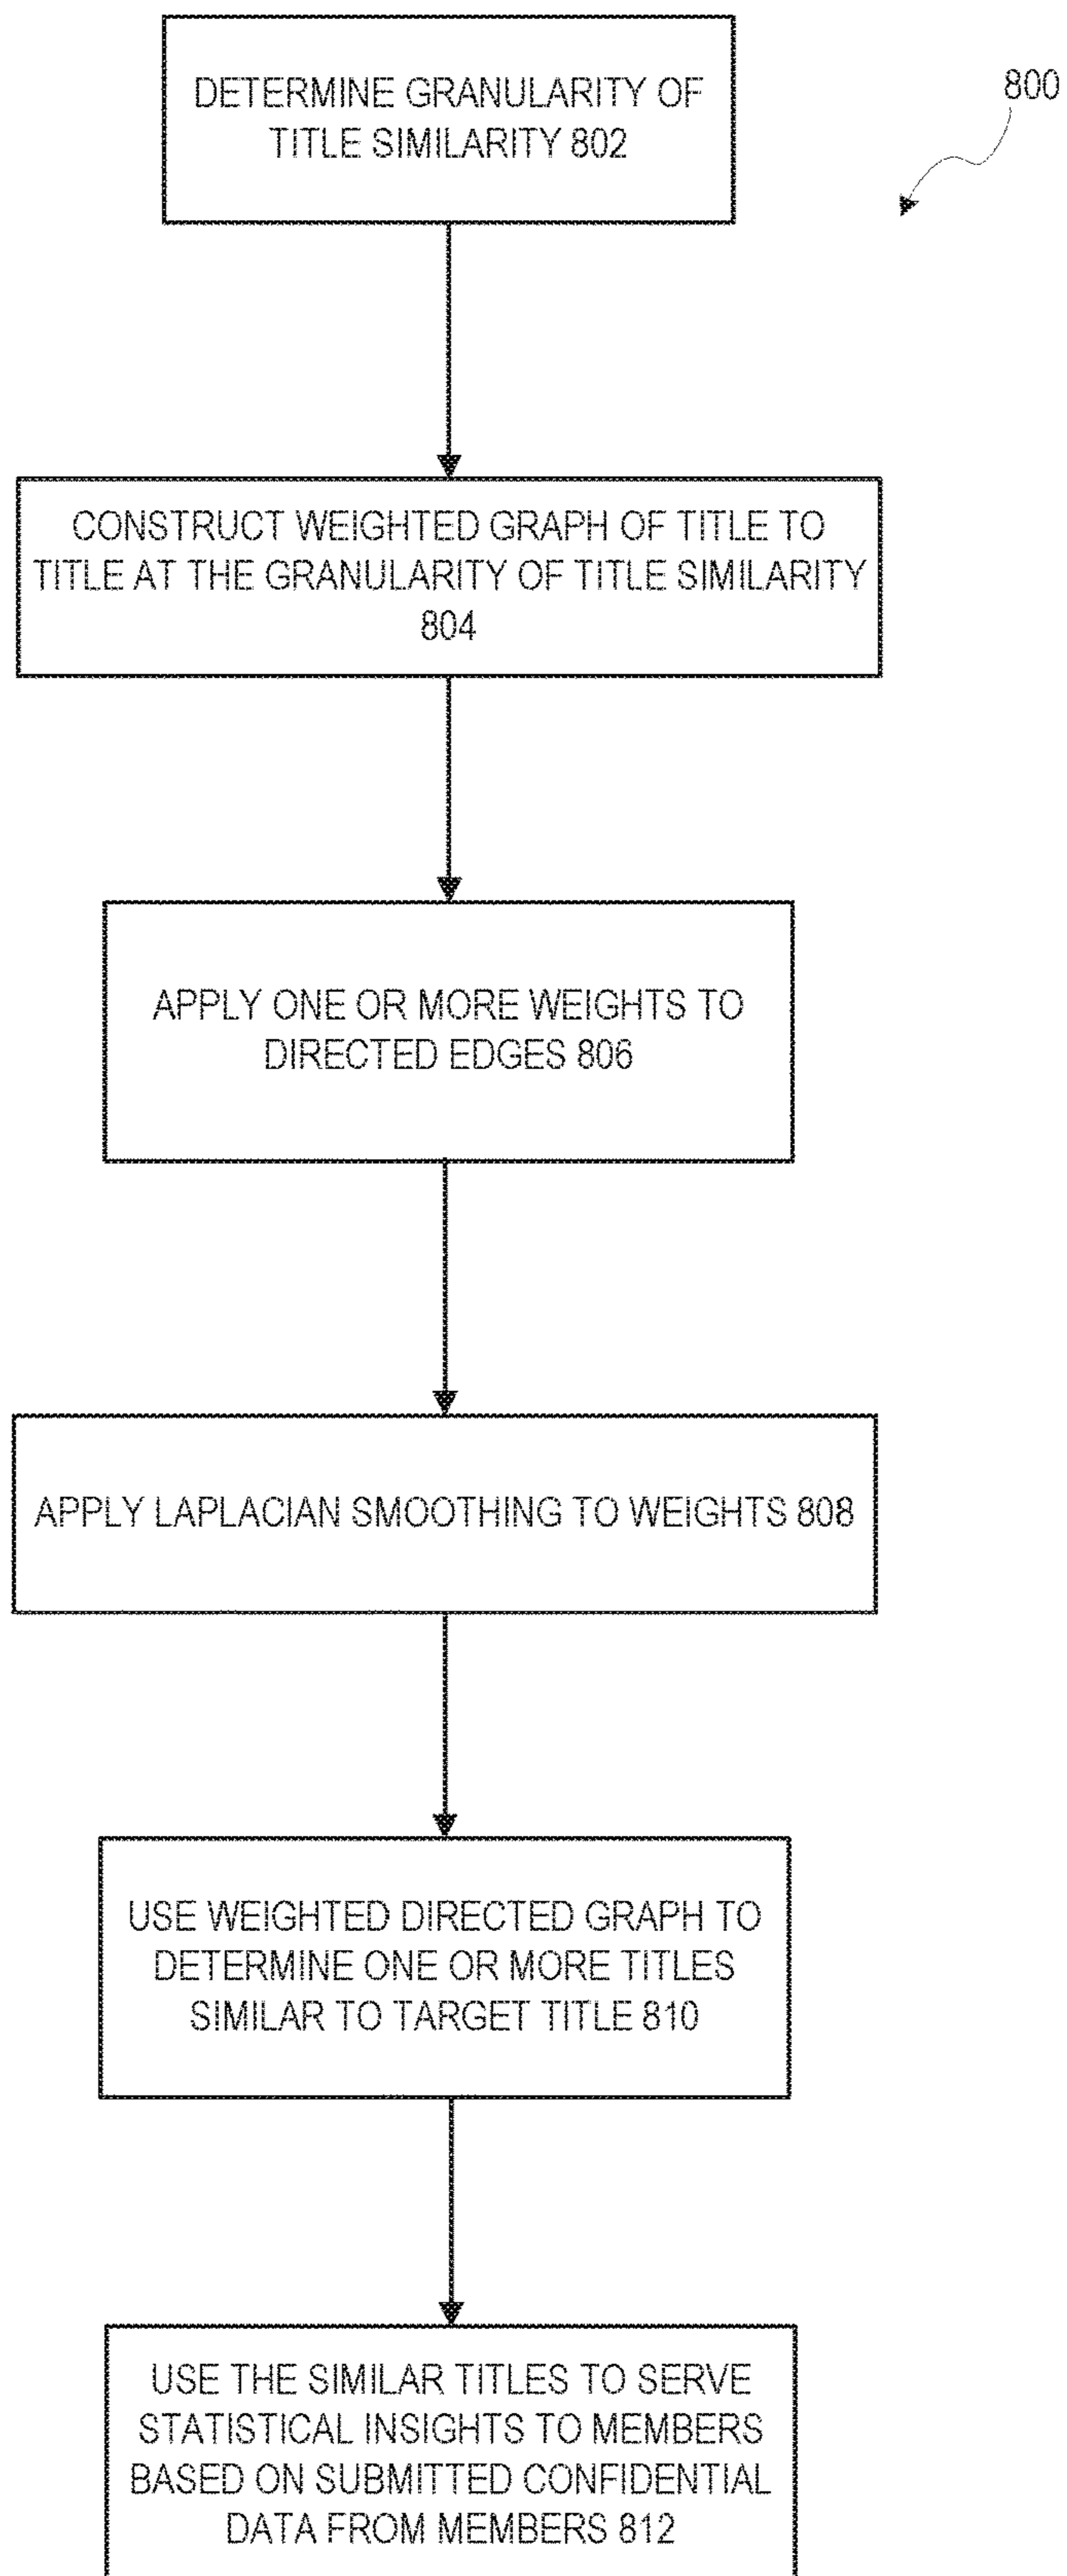 DETERMINE GRANULARITY OF
TITLE SIMILARITY 802
800
CONSTRUCT WEIGHTED GRAPH OF TITLE TO
TITLE AT THE GRANULARITY OF TITLE SIMILARITY
804
APPLY ONE OR MORE WEIGHTS TO
DIRECTED EDGES 806
APPLY LAPLACIAN SMOOTHING TO WEIGHTS 808
USE WEIGHTED DIRECTED GRAPH TO
DETERMINE ONE OR MORE TITLES
SIMILAR TO TARGET TITLE 810
USE THE SIMILAR TITLES TO SERVE
STATISTICAL INSIGHTS TO MEMBERS
BASED ON SUBMITTED CONFIDENTIAL
DATA FROM MEMBERS 812